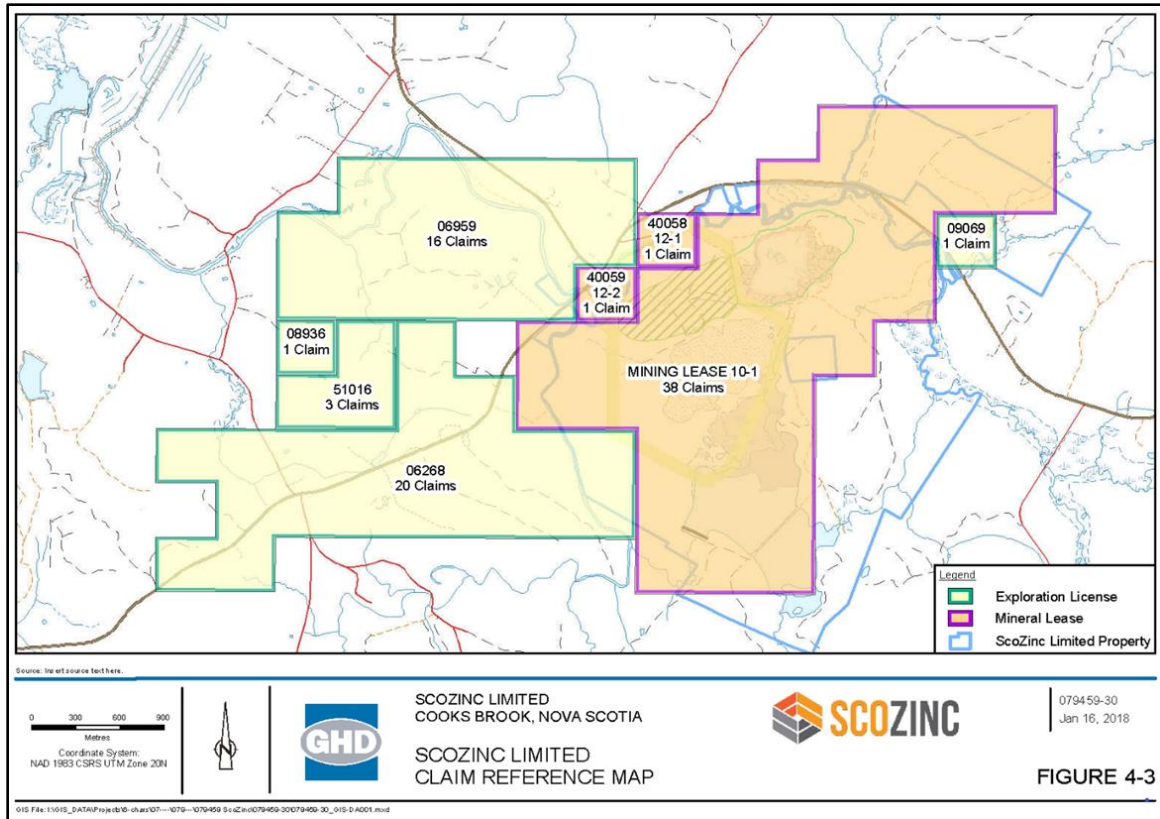 06959
16 Claims
40058
12-1
1 Claim
09069
1 Claim
40059
12-2
1 Claim
08936
1 Claim
51016
3 Claims
MINING LEASE 10-1
38 Claims
06268
20 Claims
Legend
Exploration License
Mineral Lease
ScoZinc Limited Property
Source: Insert source text here.
0 300 600 900
Metres
Coordinate System:
NAD 1983 CSRS UTM Zone 20N
N
GHD
SCOZINC LIMITED
COOKS BROOK, NOVA SCOTIA
SCOZINC LIMITED
CLAIM REFERENCE MAP
SCOZINC
079459-30
Jan 16, 2018
FIGURE 4-3